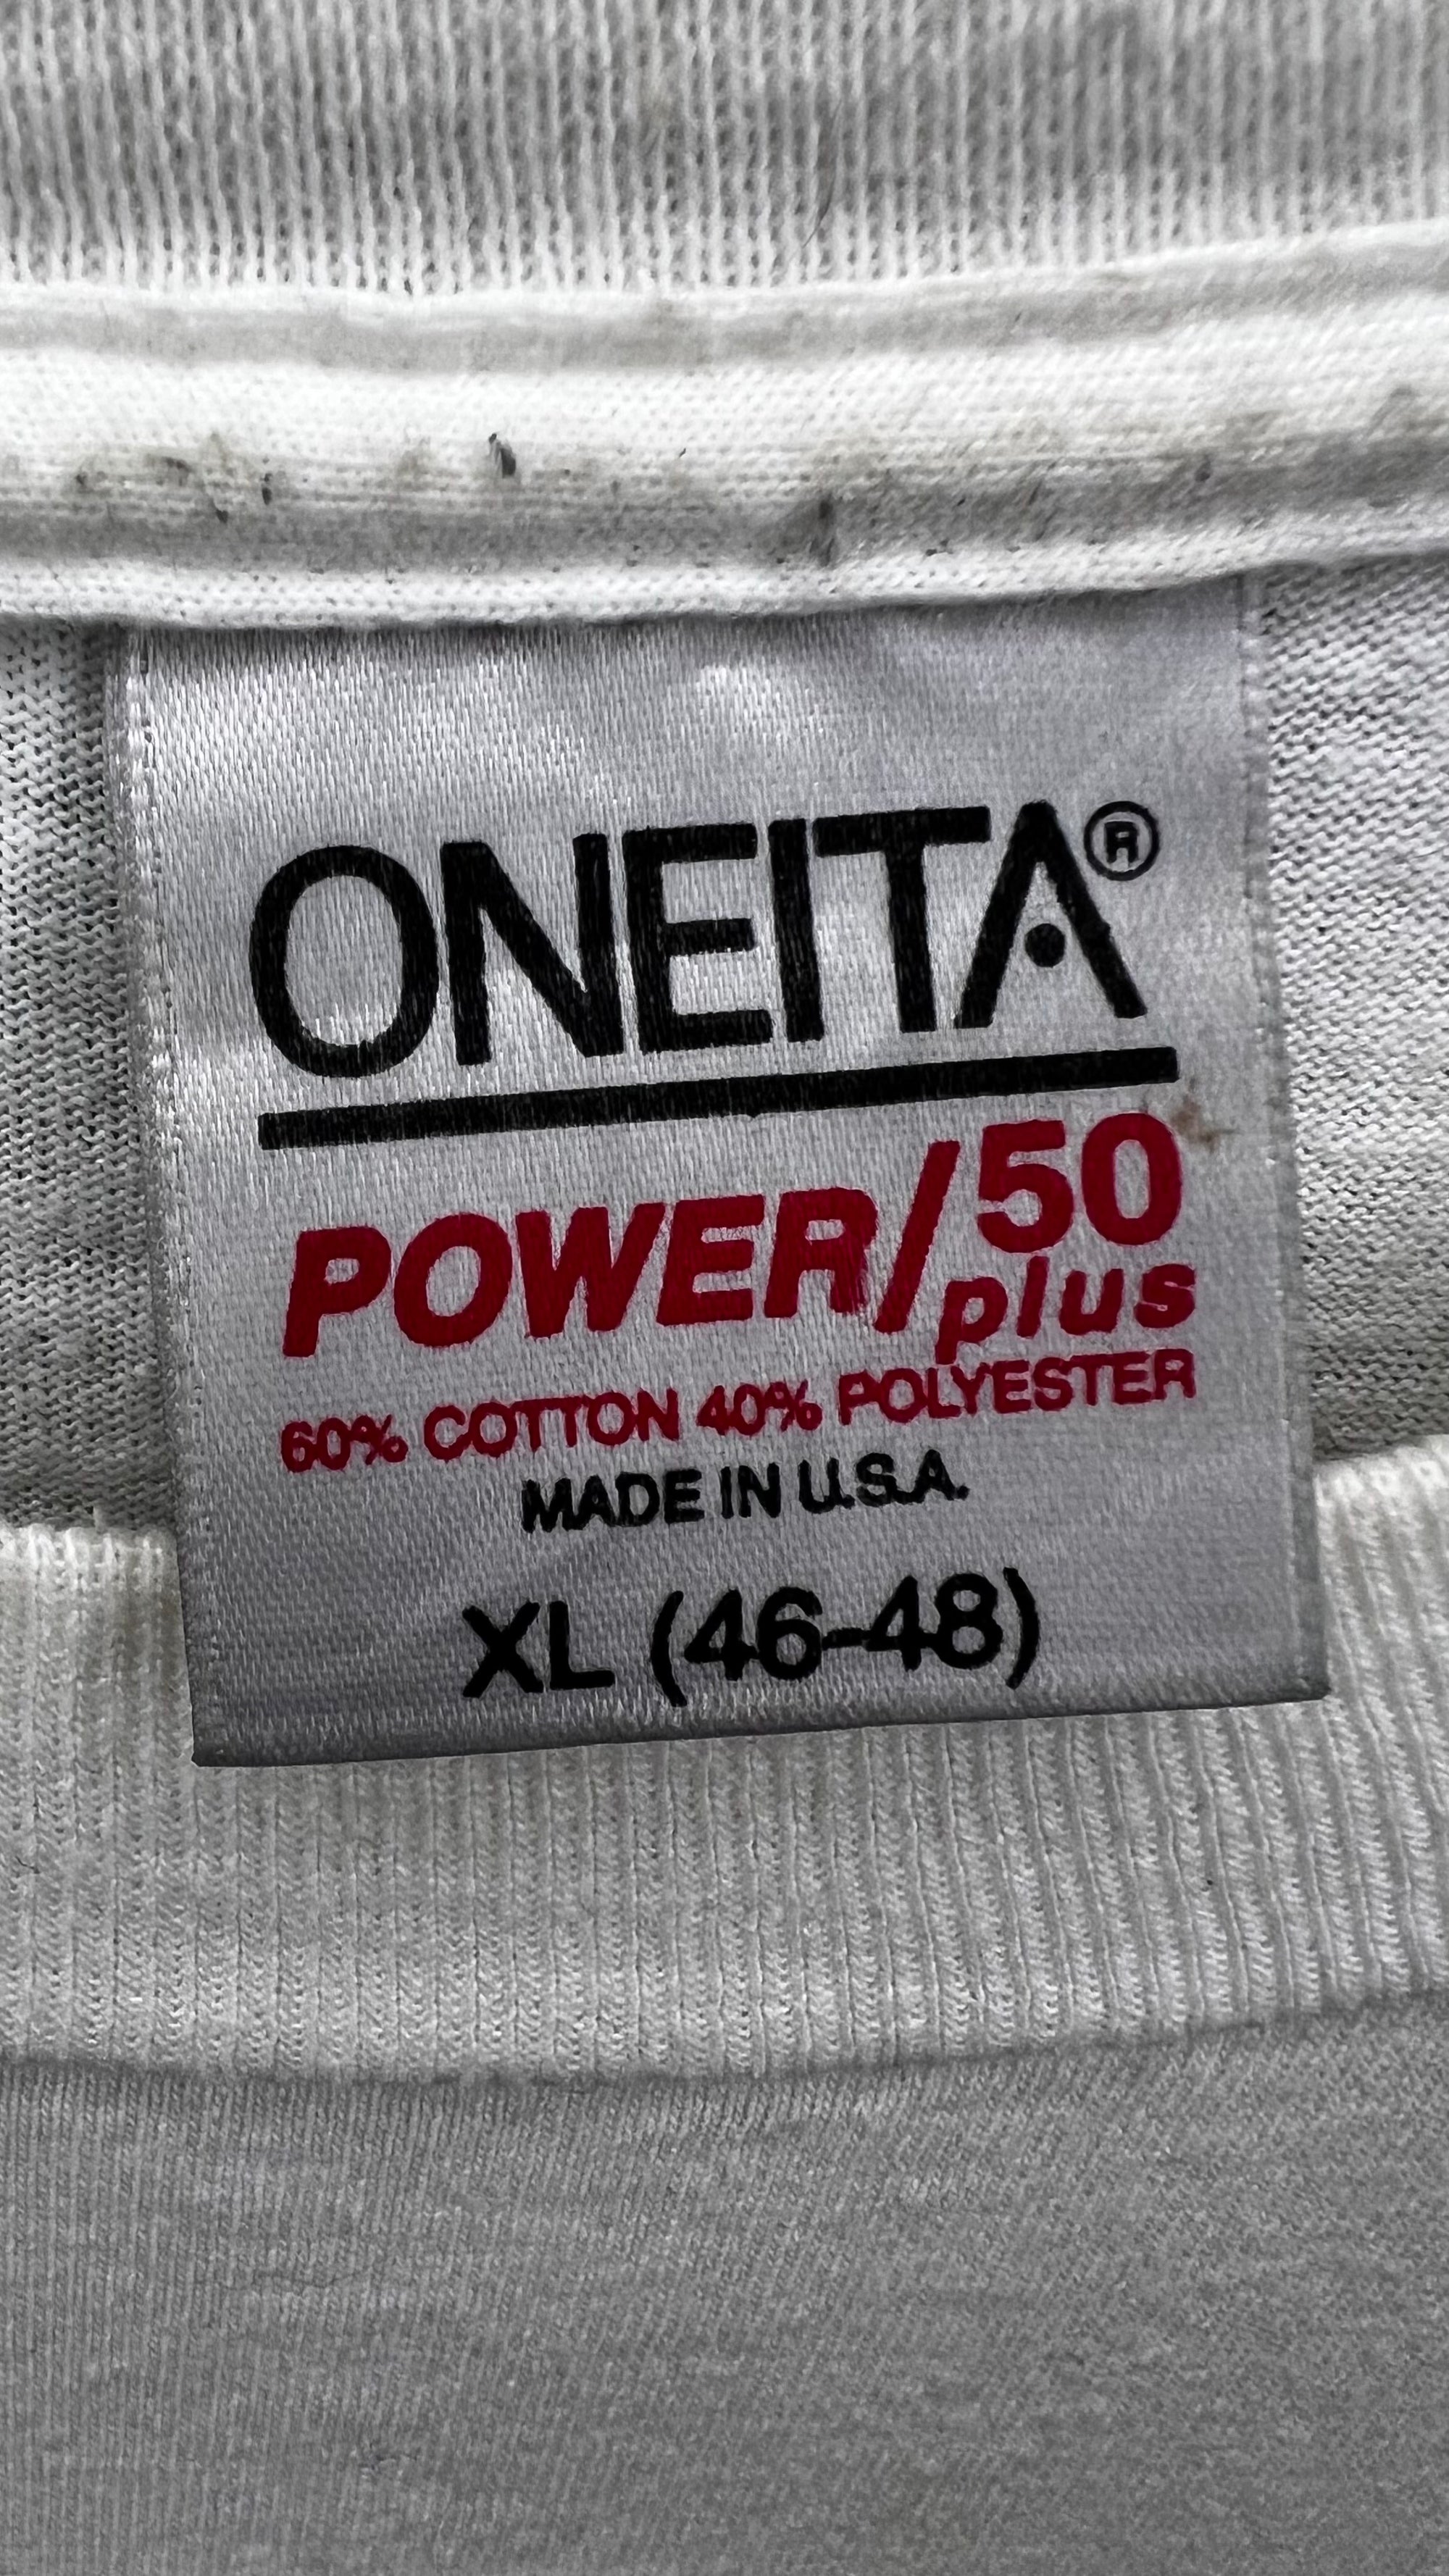 ONEITA®
POWER/50
plus
60% COTTON 40% POLYESTER
MADE IN U.S.A.
XL (46-48)